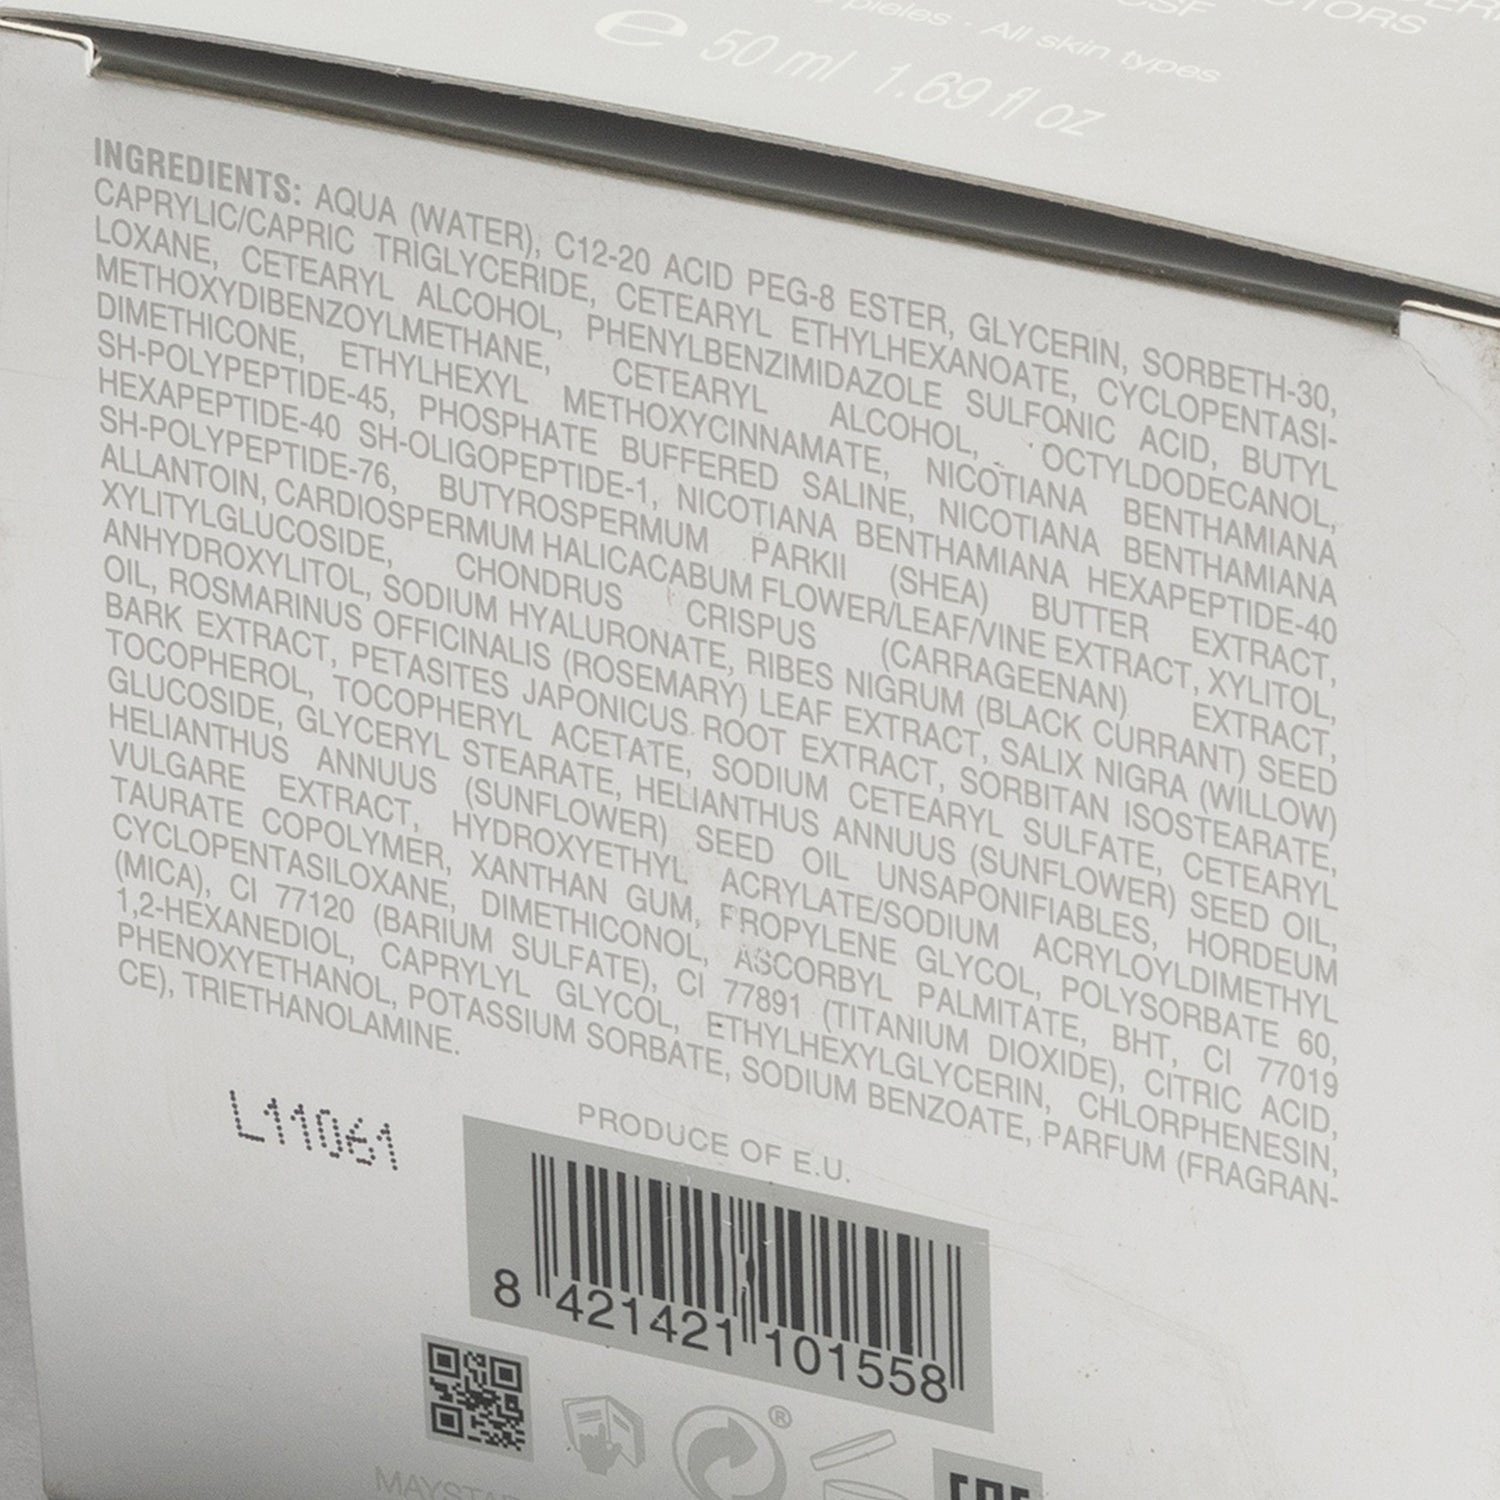 CSF
pieles · All skin types
e 50 ml 1.69 fl oz
INGREDIENTS: AQUA (WATER), C12-20 ACID PEG-8 ESTER, GLYCERIN, SORBETH-30,
CAPRYLIC/CAPRIC TRIGLYCERIDE, CETEARYL ETHYLHEXANOATE, CYCLOPENTASI-
LOXANE, CETEARYL ALCOHOL, PHENYLBENZIMIDAZOLE SULFONIC ACID, BUTYL
METHOXYDIBENZOYLMETHANE, CETEARYL ALCOHOL, OCTYLDODECANOL,
DIMETHICONE, ETHYLHEXYL METHOXYCINNAMATE, NICOTIANA BENTHAMIANA
SH-POLYPEPTIDE-45, PHOSPHATE BUFFERED SALINE, NICOTIANA BENTHAMIANA
HEXAPEPTIDE-40 SH-OLIGOPEPTIDE-1, NICOTIANA BENTHAMIANA HEXAPEPTIDE-40
SH-POLYPEPTIDE-76, BUTYROSPERMUM PARKII (SHEA) BUTTER EXTRACT,
ALLANTOIN, CARDIOSPERMUM HALICACABUM FLOWER/LEAF/VINE EXTRACT, XYLITOL,
XYLITYLGLUCOSIDE, CHONDRUS CRISPUS (CARRAGEENAN) EXTRACT,
ANHYDROXYLITOL, SODIUM HYALURONATE, RIBES NIGRUM (BLACK CURRANT) SEED
OIL, ROSMARINUS OFFICINALIS (ROSEMARY) LEAF EXTRACT, SALIX NIGRA (WILLOW)
BARK EXTRACT, PETASITES JAPONICUS ROOT EXTRACT, SORBITAN ISOSTEARATE,
TOCOPHEROL, TOCOPHERYL ACETATE, SODIUM CETEARYL SULFATE, CETEARYL
GLUCOSIDE, GLYCERYL STEARATE, HELIANTHUS ANNUUS (SUNFLOWER) SEED OIL,
HELIANTHUS ANNUUS (SUNFLOWER) SEED OIL UNSAPONIFIABLES, HORDEUM
VULGARE EXTRACT, HYDROXYETHYL ACRYLATE/SODIUM ACRYLOYLDIMETHYL
TAURATE COPOLYMER, XANTHAN GUM, PROPYLENE GLYCOL, POLYSORBATE 60,
CYCLOPENTASILOXANE, DIMETHICONOL, ASCORBYL PALMITATE, BHT, CI 77019
(MICA), CI 77120 (BARIUM SULFATE), CI 77891 (TITANIUM DIOXIDE), CITRIC ACID,
1,2-HEXANEDIOL, CAPRYLYL GLYCOL, ETHYLHEXYLGLYCERIN, CHLORPHENESIN,
PHENOXYETHANOL, POTASSIUM SORBATE, SODIUM BENZOATE, PARFUM (FRAGRAN-
CE), TRIETHANOLAMINE.
L11061
PRODUCE OF E.U.
8 421421 101558
®